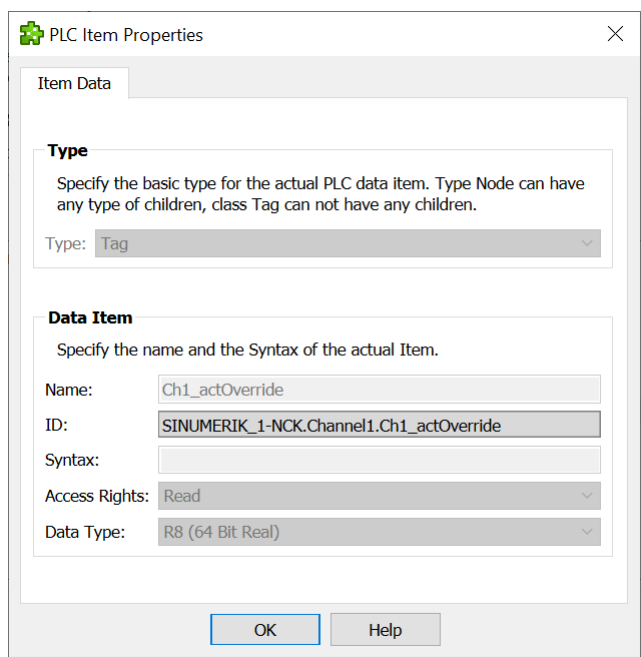 PLC Item Properties
Item Data
Type
Specify the basic type for the actual PLC data item. Type Node can have
any type of children, class Tag can not have any children.
Type: Tag
Data Item
Specify the name and the Syntax of the actual Item.
Name: Ch1_actOverride
ID: SINUMERIK_1-NCK.Channel1.Ch1_actOverride
Syntax:
Access Rights: Read
Data Type: R8 (64 Bit Real)
OK Help